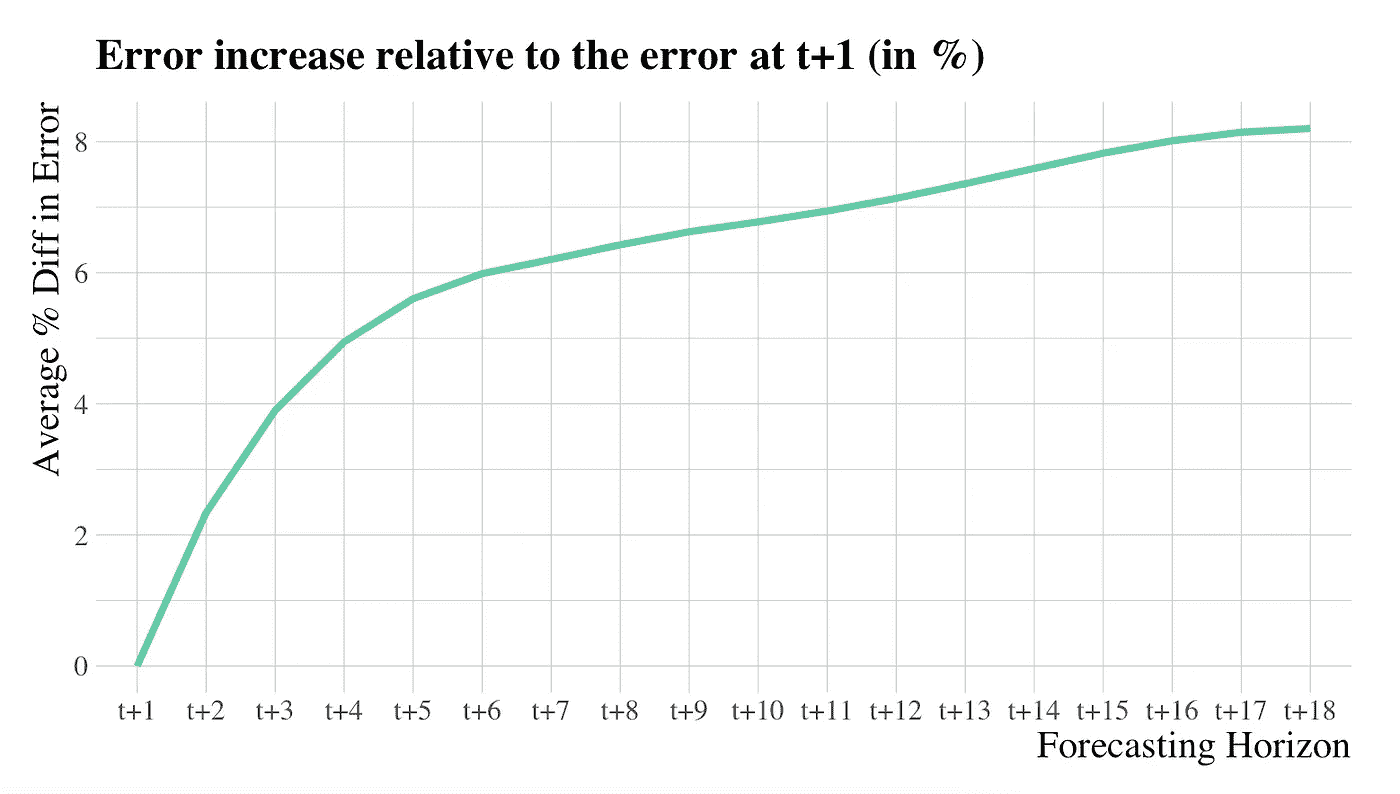 Error increase relative to the error at t+1 (in %)
Average % Diff in Error
8
6
4
2
0
t+1 t+2 t+3 t+4 t+5 t+6 t+7 t+8 t+9 t+10 t+11 t+12 t+13 t+14 t+15 t+16 t+17 t+18
Forecasting Horizon